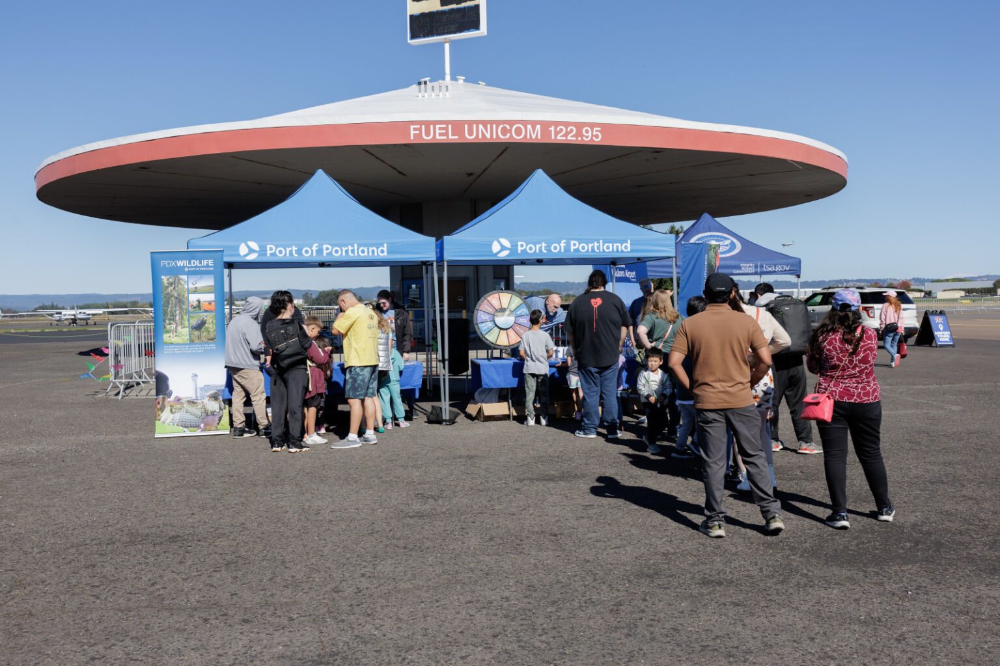 FUEL UNICOM 122.95
Port of Portland
Port of Portland
PDXWILDLIFE
PORT OF PORTLAND
Integrity
Respect
Commitment
tsa.gov
Airport
AIRPORT
TOURS
HERE